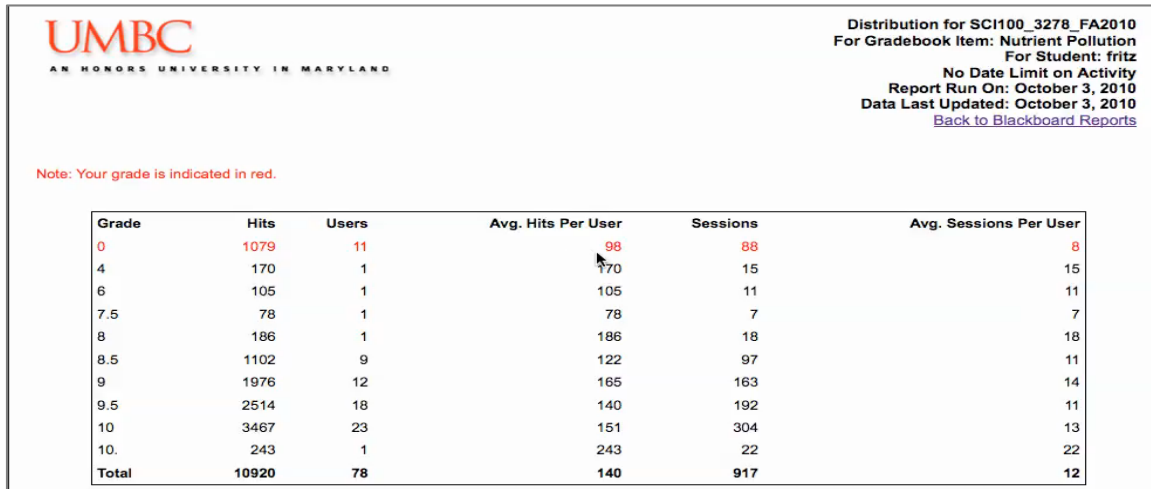 UMBC
AN HONORS UNIVERSITY IN MARYLAND
Distribution for SCI100_3278_FA2010
For Gradebook Item: Nutrient Pollution
For Student: fritz
No Date Limit on Activity
Report Run On: October 3, 2010
Data Last Updated: October 3, 2010
Back to Blackboard Reports
Note: Your grade is indicated in red.
Grade Hits Users Avg. Hits Per User Sessions Avg. Sessions Per User
0 1079 11 98 88 8
4 170 1 170 15 15
6 105 1 105 11 11
7.5 78 1 78 7 7
8 186 1 186 18 18
8.5 1102 9 122 97 11
9 1976 12 165 163 14
9.5 2514 18 140 192 11
10 3467 23 151 304 13
10. 243 1 243 22 22
Total 10920 78 140 917 12